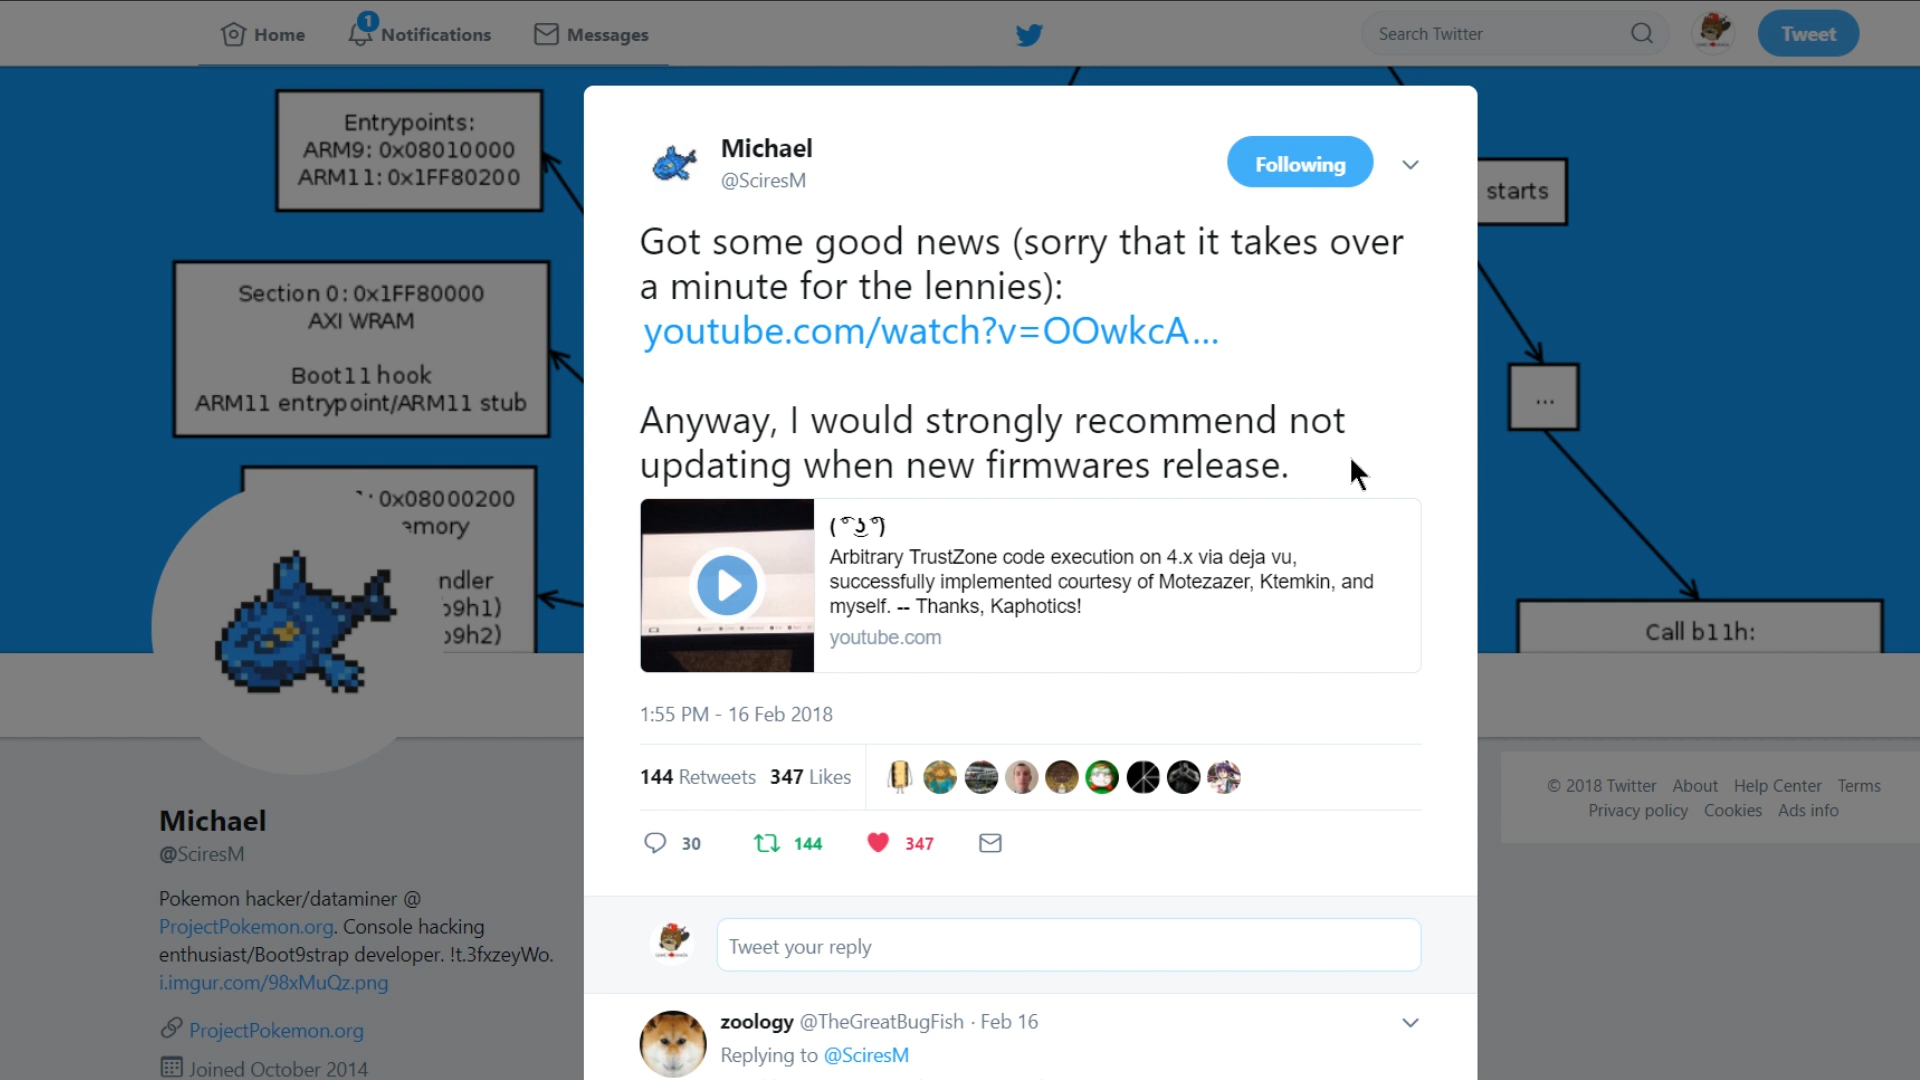 Home
1
Notifications
Messages
Search Twitter
Tweet
Entrypoints:
ARM9: 0x08010000
ARM11: 0x1FF80200
Section 0: 0x1FF80000
AXI WRAM
Boot11 hook
ARM11 entrypoint/ARM11 stub
: 0x08000200
emory
ndler
b9h1)
b9h2)
starts
...
Call b11h:
Michael
@SciresM
Following
Got some good news (sorry that it takes over
a minute for the lennies):
youtube.com/watch?v=OOwkcA...
Anyway, I would strongly recommend not
updating when new firmwares release.
( ͡° ͜ʖ ͡°)
Arbitrary TrustZone code execution on 4.x via deja vu,
successfully implemented courtesy of Motezazer, Ktemkin, and
myself. -- Thanks, Kaphotics!
youtube.com
1:55 PM - 16 Feb 2018
144 Retweets 347 Likes
30
144
347
Tweet your reply
zoology @TheGreatBugFish · Feb 16
Replying to @SciresM
Michael
@SciresM
Pokemon hacker/dataminer @
ProjectPokemon.org. Console hacking
enthusiast/Boot9strap developer. !t.3fxzeyWo.
i.imgur.com/98xMuQz.png
ProjectPokemon.org
Joined October 2014
© 2018 Twitter About Help Center Terms
Privacy policy Cookies Ads info